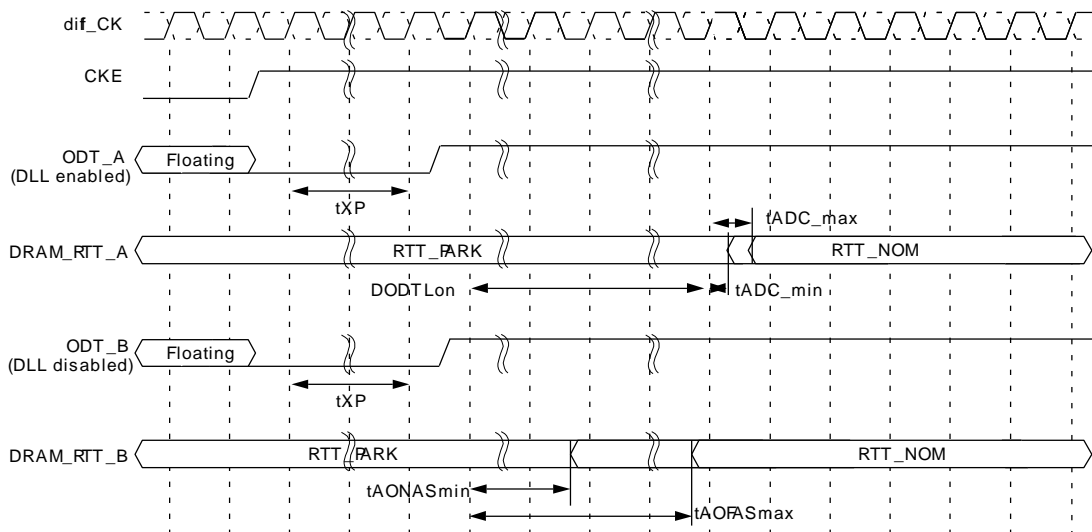 dif_CK
CKE
ODT_A
(DLL enabled)
Floating
tXP
tADC_max
DRAM_RTT_A
RTT_PARK
RTT_NOM
DODTLon
tADC_min
ODT_B
(DLL disabled)
Floating
tXP
DRAM_RTT_B
RTT_PARK
RTT_NOM
tAONASmin
tAOFASmax